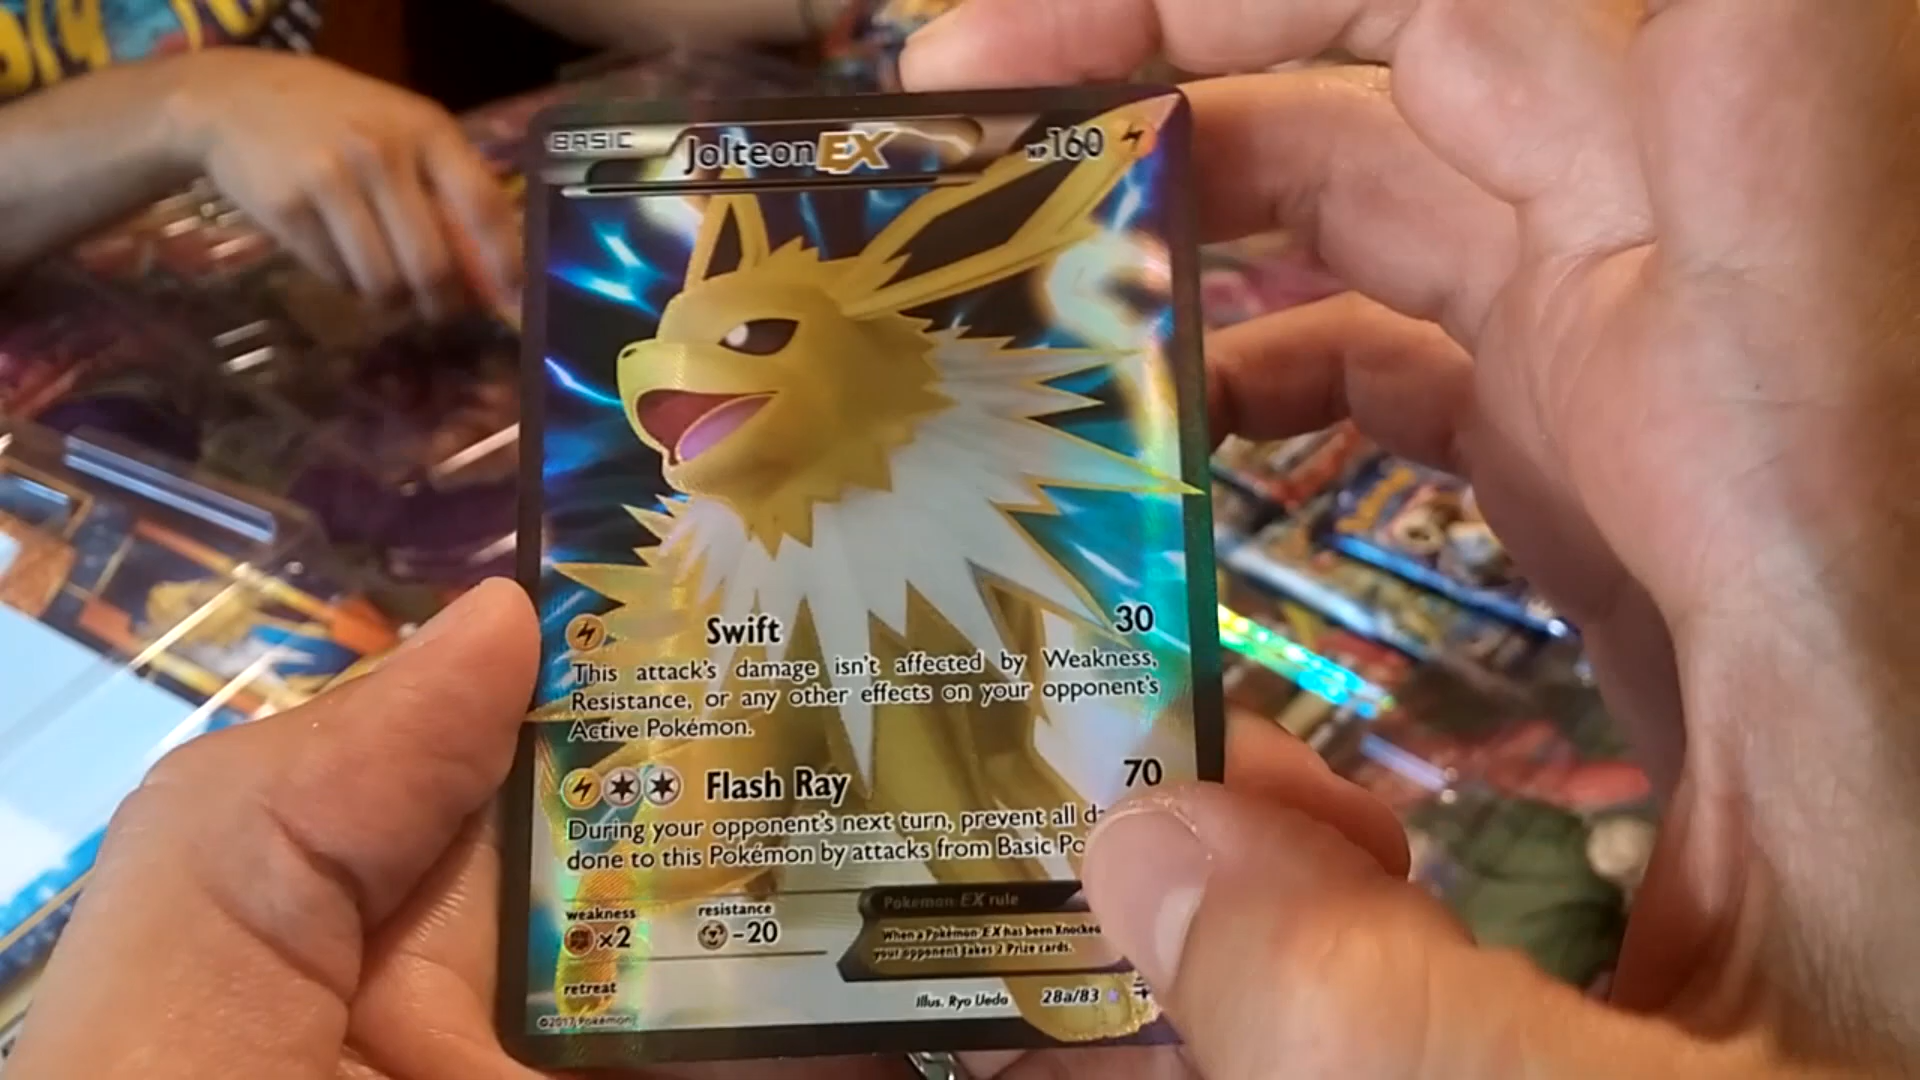 BASIC
JolteonEX
HP160
Swift 30
This attack's damage isn't affected by Weakness,
Resistance, or any other effects on your opponent's
Active Pokémon.
Flash Ray 70
During your opponent's next turn, prevent all d
done to this Pokémon by attacks from Basic Po
weakness
×2
resistance
-20
Pokémon-EX rule
When a Pokémon-EX has been Knocked
your opponent takes 2 Prize cards.
retreat
Illus. Ryo Ueda 28a/83
©2017 Pokémon